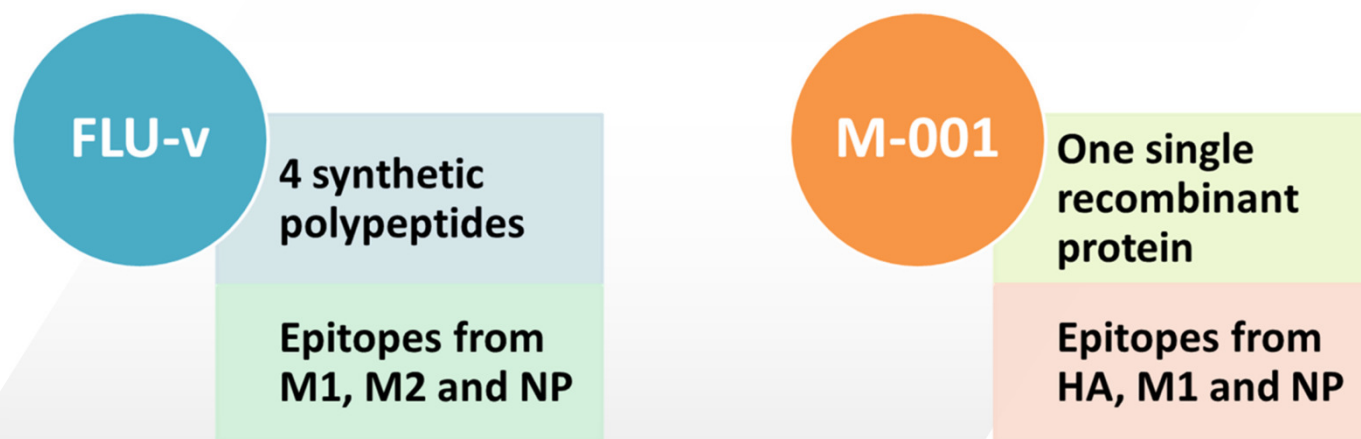 FLU-v
4 synthetic
polypeptides
Epitopes from
M1, M2 and NP
M-001
One single
recombinant
protein
Epitopes from
HA, M1 and NP